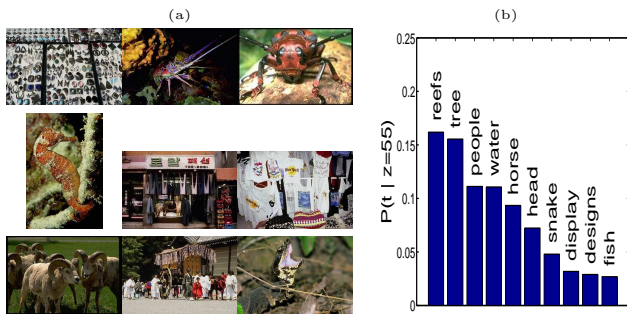 (a)
(b)
P(t | z=55)
0.25
0.2
0.15
0.1
0.05
0
reefs
tree
people
water
horse
head
snake
display
designs
fish